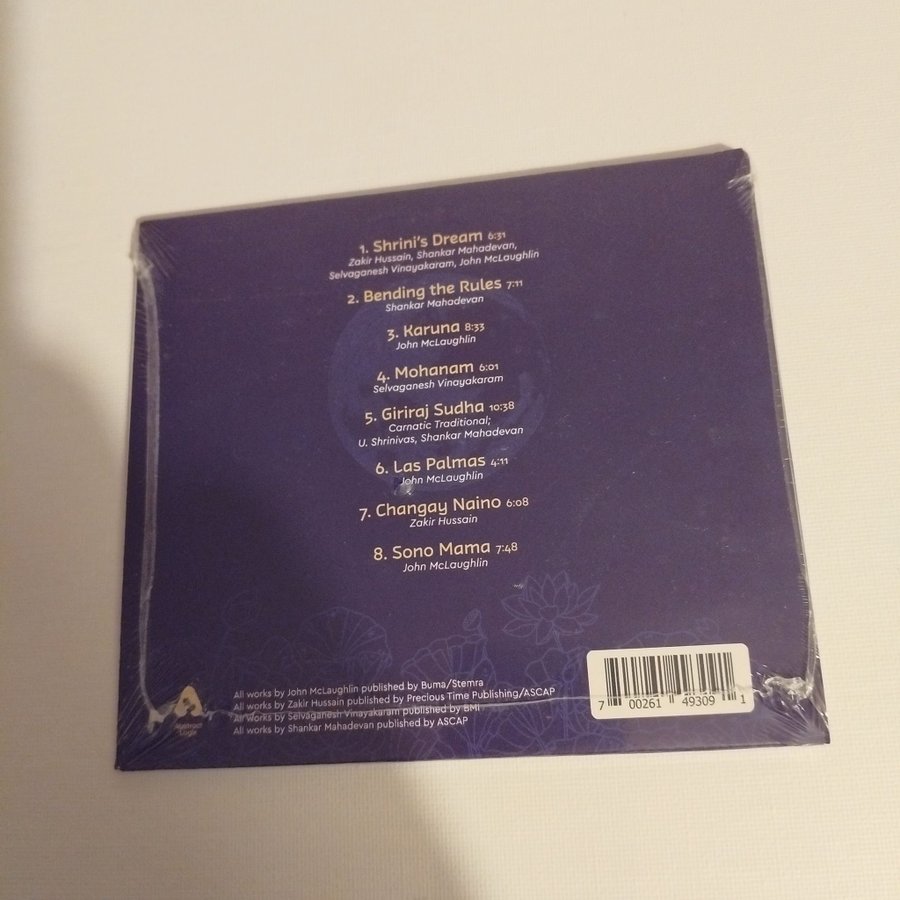 1. Shrini's Dream 6:31
Zakir Hussain, Shankar Mahadevan,
Selvaganesh Vinayakaram, John McLaughlin
2. Bending the Rules 7:11
Shankar Mahadevan
3. Karuna 8:33
John McLaughlin
4. Mohanam 6:01
Selvaganesh Vinayakaram
5. Giriraj Sudha 10:38
Carnatic Traditional;
U. Shrinivas, Shankar Mahadevan
6. Las Palmas 4:11
John McLaughlin
7. Changay Naino 6:08
Zakir Hussain
8. Sono Mama 7:48
John McLaughlin
All works by John McLaughlin published by Buma/Stemra
All works by Zakir Hussain published by Precious Time Publishing/ASCAP
All works by Selvaganesh Vinayakaram published by BMI
All works by Shankar Mahadevan published by ASCAP
Abstract
Logix
7 00261 49309 1